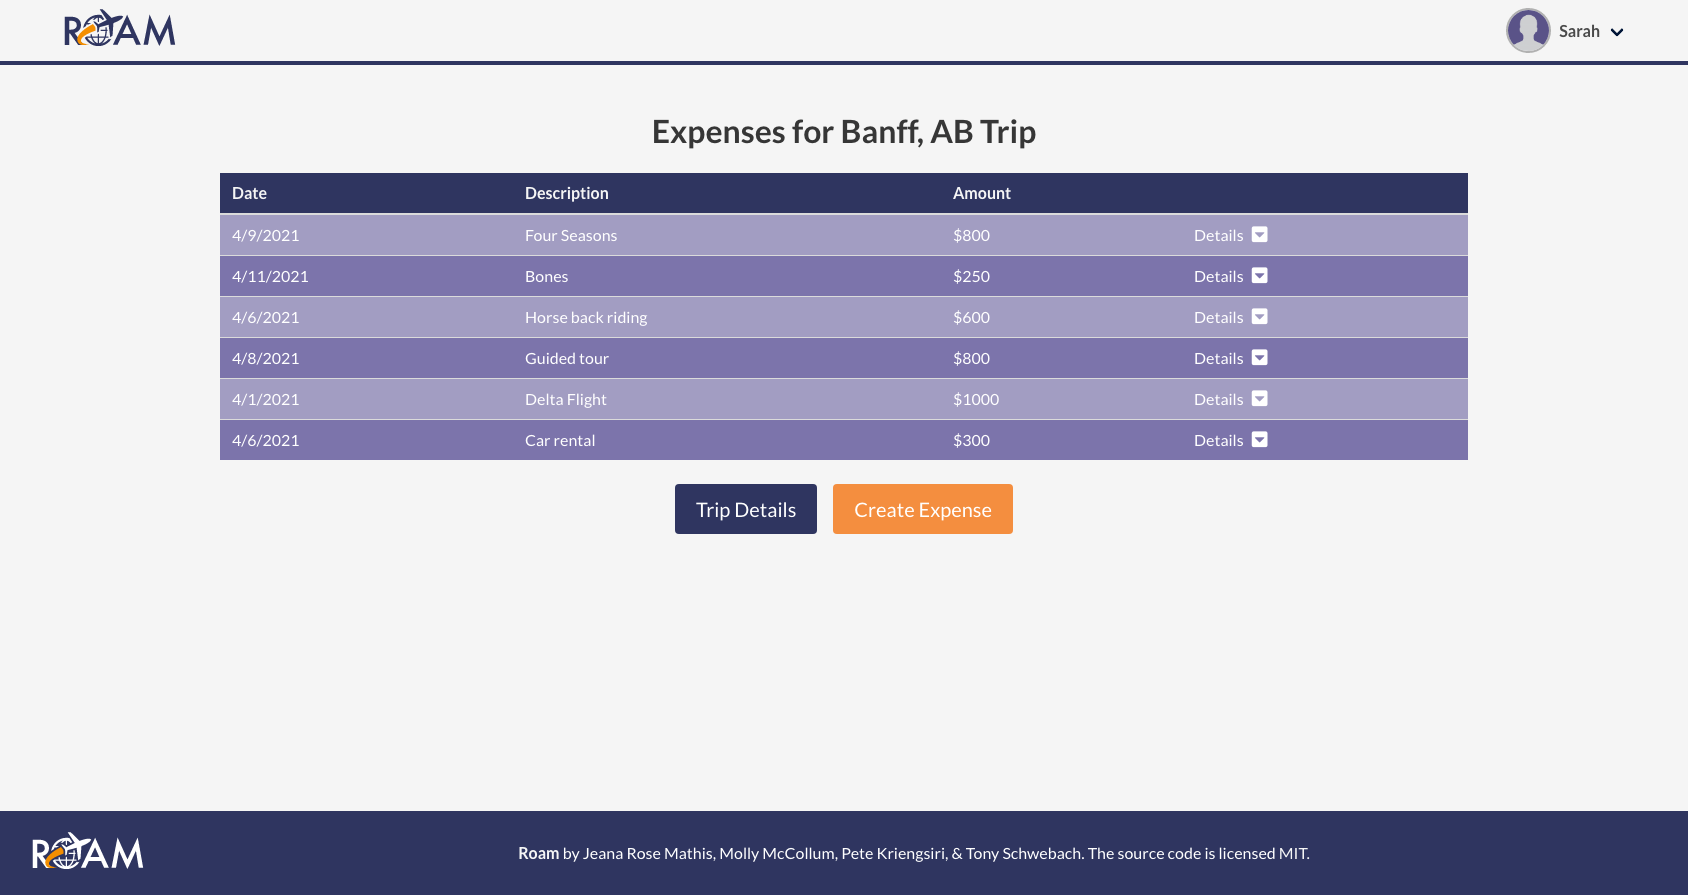 ROAM
Sarah
Expenses for Banff, AB Trip
Date Description Amount
4/9/2021 Four Seasons $800 Details
4/11/2021 Bones $250 Details
4/6/2021 Horse back riding $600 Details
4/8/2021 Guided tour $800 Details
4/1/2021 Delta Flight $1000 Details
4/6/2021 Car rental $300 Details
Trip Details Create Expense
ROAM
Roam by Jeana Rose Mathis, Molly McCollum, Pete Kriengsiri, & Tony Schwebach. The source code is licensed MIT.